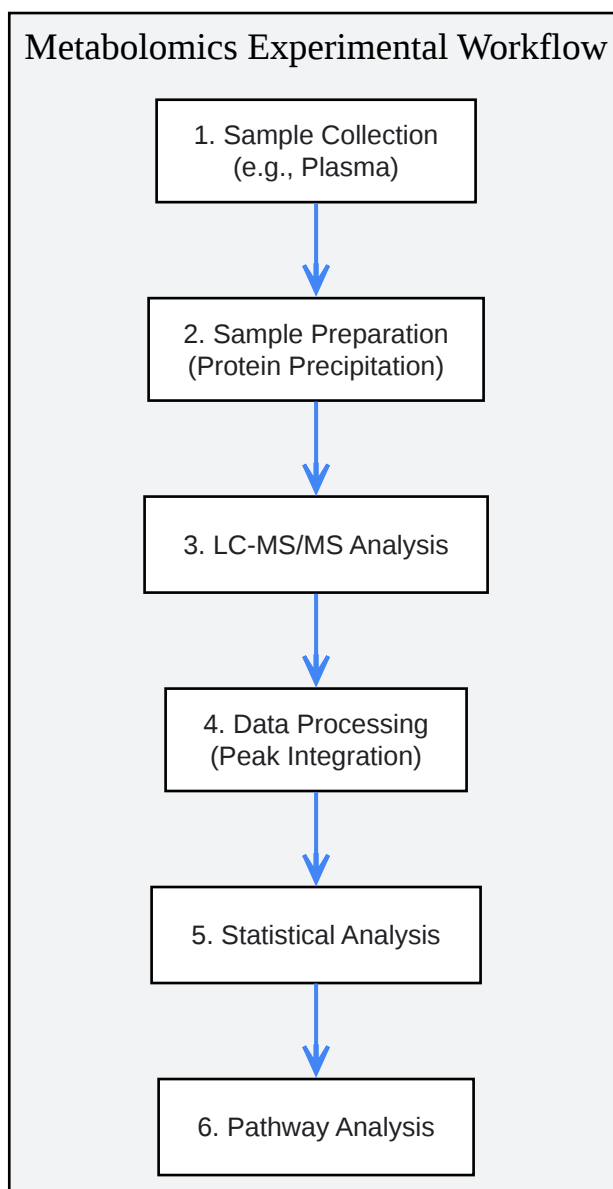 Metabolomics Experimental Workflow
1. Sample Collection
(e.g., Plasma)
2. Sample Preparation
(Protein Precipitation)
3. LC-MS/MS Analysis
4. Data Processing
(Peak Integration)
5. Statistical Analysis
6. Pathway Analysis